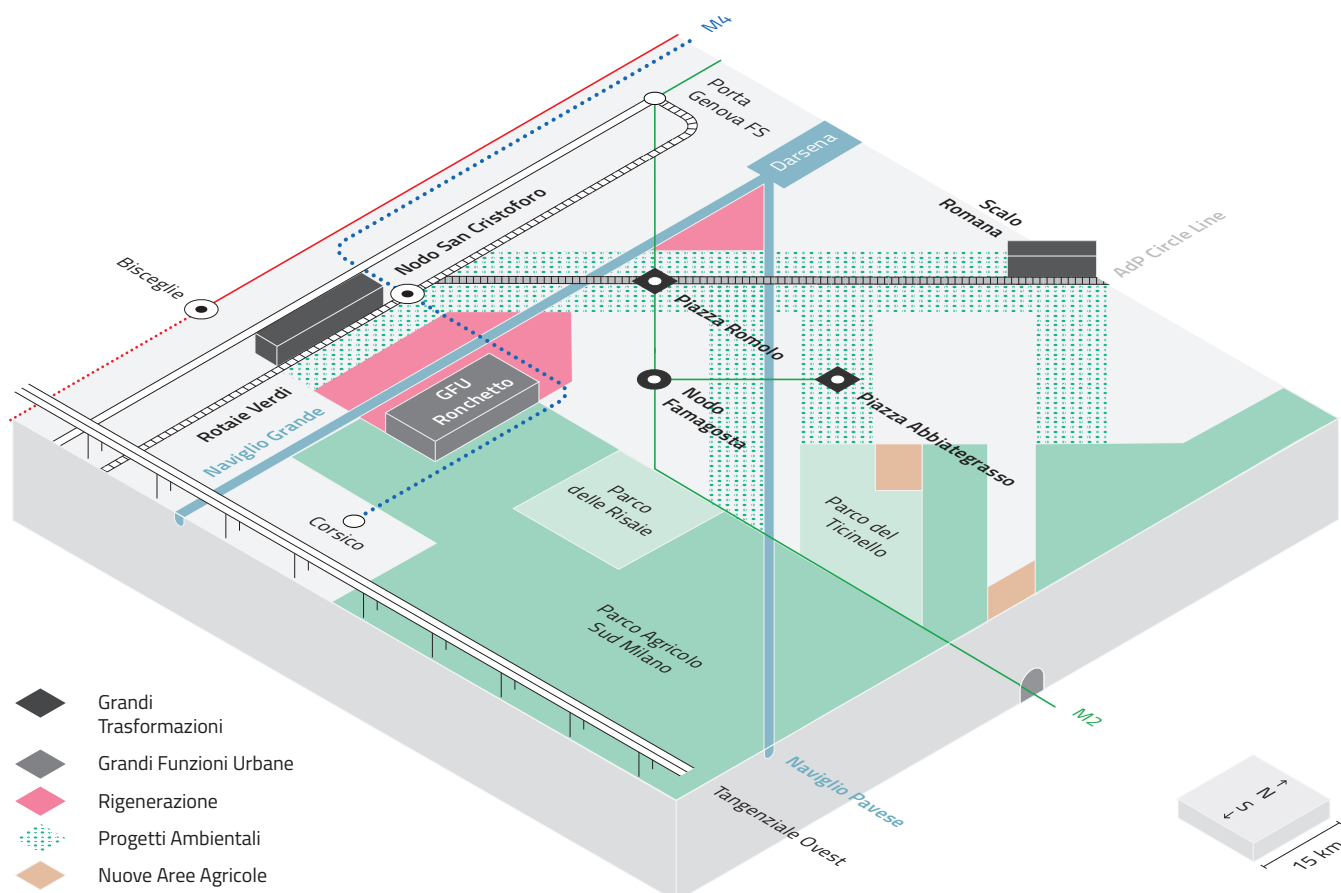 M4
Porta
Genova FS
Darsena
Nodo San Cristoforo
Scalo
Romana
AdP Circle Line
Bisceglie
Piazza Romolo
GFU
Ronchetto
Rotaie Verdi
Naviglio Grande
Nodo
Famagosta
Piazza Abbiategrasso
Corsico
Parco
delle Risaie
Parco del
Ticinello
Parco Agricolo
Sud Milano
M2
Naviglio Pavese
Tangenziale Ovest
Grandi
Trasformazioni
Grandi Funzioni Urbane
Rigenerazione
Progetti Ambientali
Nuove Aree Agricole
N
S
15 km